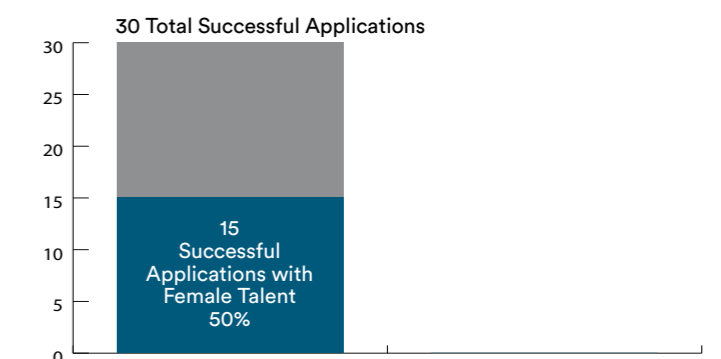 30 Total Successful Applications
30
25
20
15
10
5
0
15
Successful
Applications with
Female Talent
50%